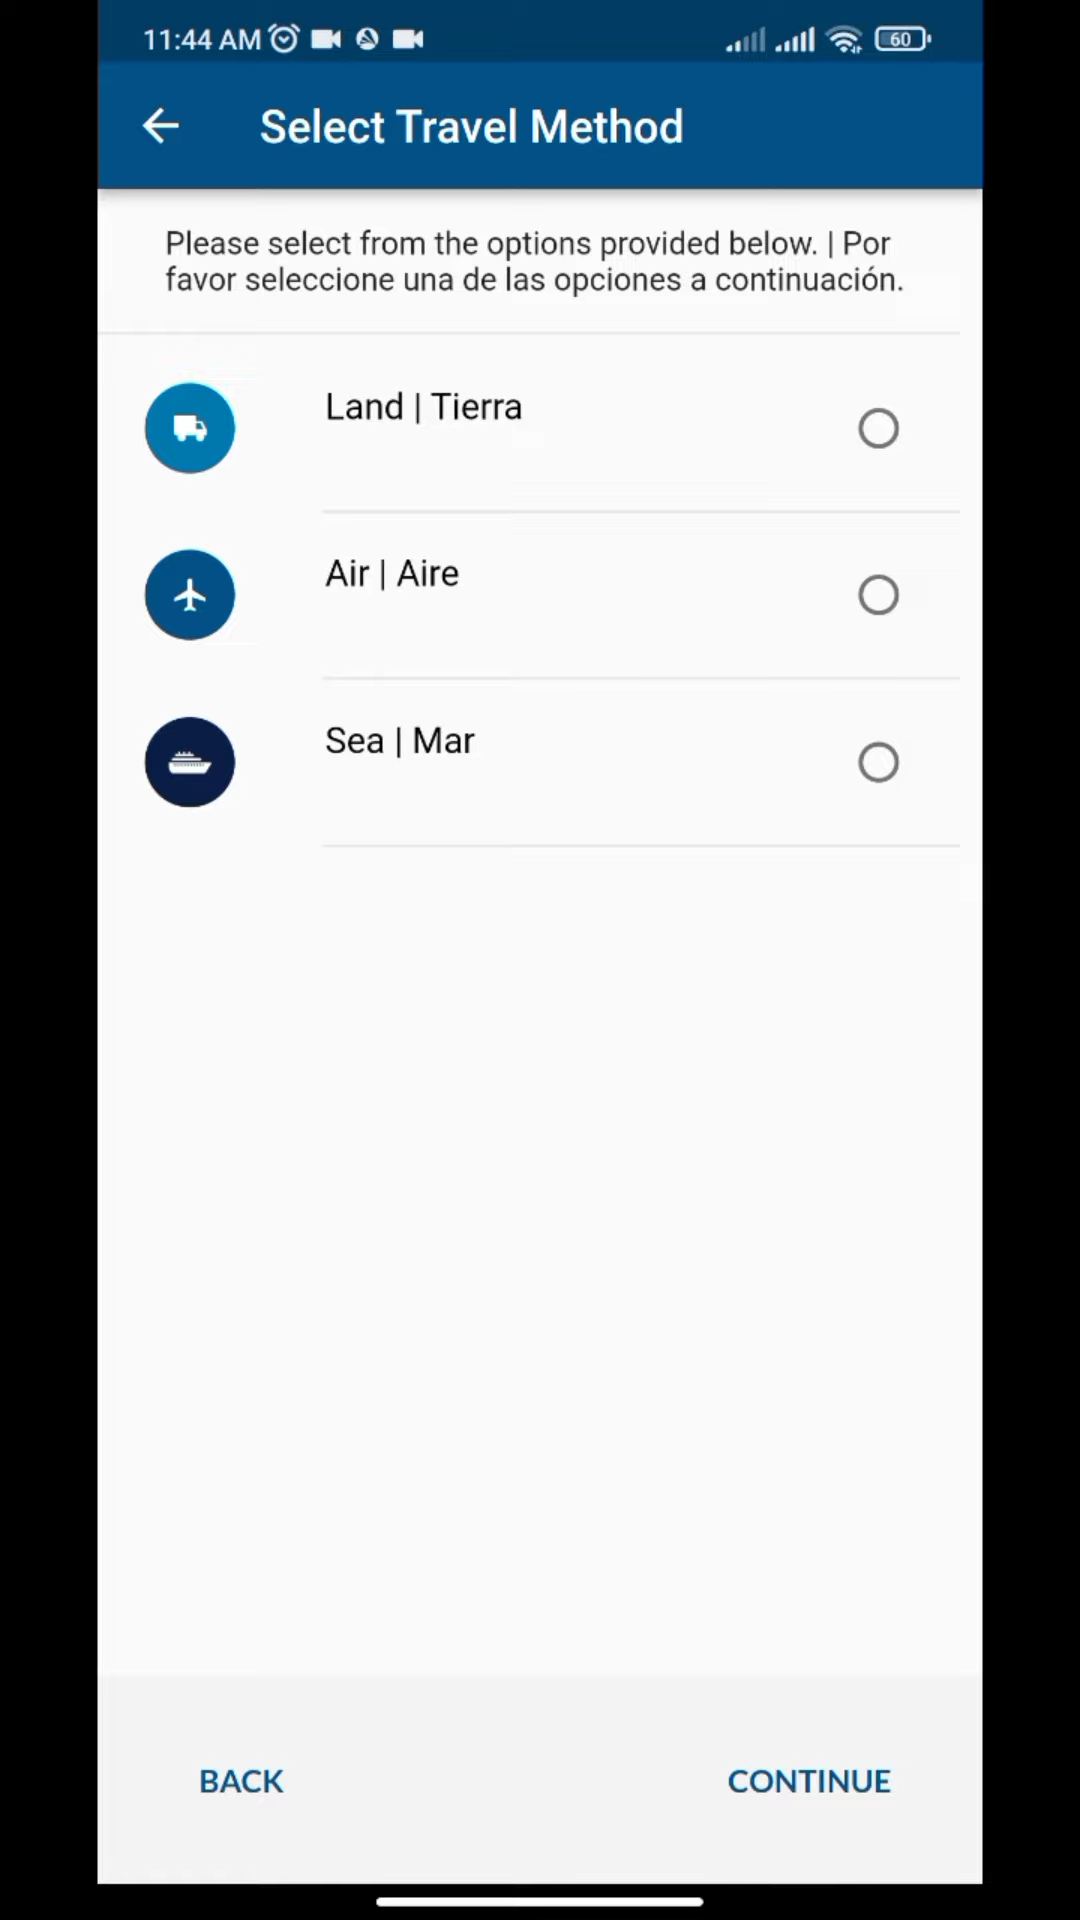 11:44 AM
60
Select Travel Method
Please select from the options provided below. | Por
favor seleccione una de las opciones a continuación.
Land | Tierra
Air | Aire
Sea | Mar
BACK
CONTINUE